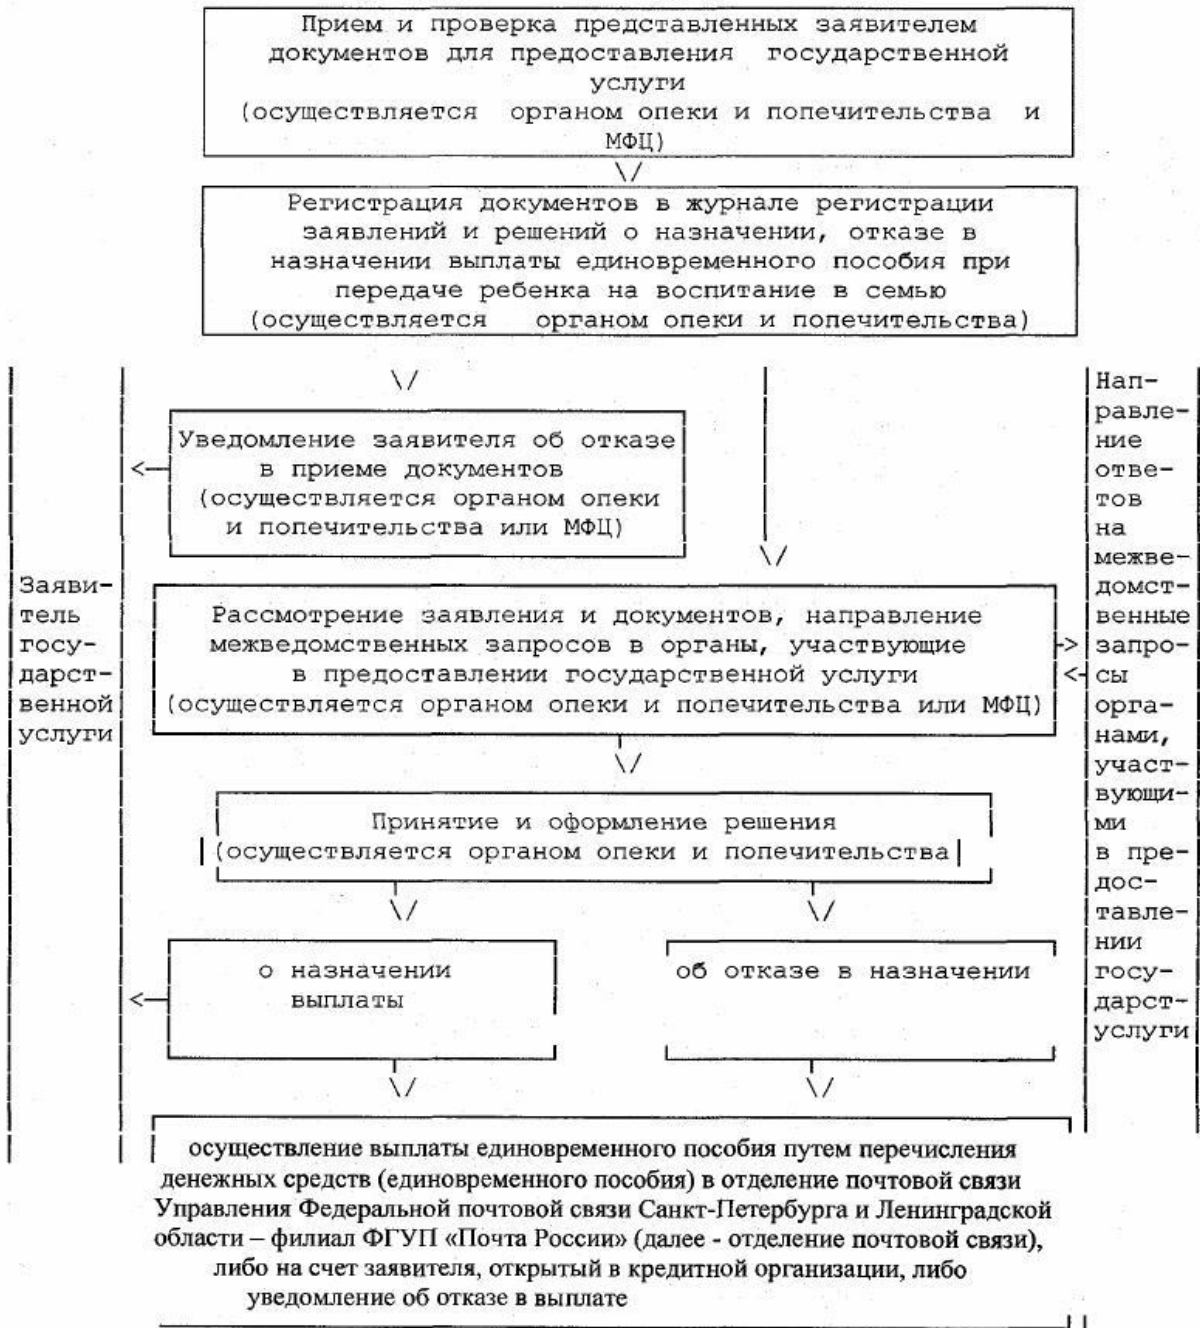 Прием и проверка представленных заявителем
документов для предоставления государственной
услуги
(осуществляется органом опеки и попечительства и
МФЦ)
\/
Регистрация документов в журнале регистрации
заявлений и решений о назначении, отказе в
назначении выплаты единовременного пособия при
передаче ребенка на воспитание в семью
(осуществляется органом опеки и попечительства)
\/
Уведомление заявителя об отказе
в приеме документов
(осуществляется органом опеки
и попечительства или МФЦ)
<-
\/
Заяви-
тель
госу-
дарст-
венной
услуги
Рассмотрение заявления и документов, направление
межведомственных запросов в органы, участвующие
в предоставлении государственной услуги
(осуществляется органом опеки и попечительства или МФЦ)
->
<-
\/
Принятие и оформление решения
(осуществляется органом опеки и попечительства
\/
\/
о назначении
выплаты
<-
об отказе в назначении
\/
\/
Нап-
равле-
ние
отве-
тов
на
межве-
домст-
венные
запро-
сы
орга-
нами,
участ-
вующи-
ми
в пре-
дос-
тавле-
нии
госу-
дарст-
услуги
осуществление выплаты единовременного пособия путем перечисления
денежных средств (единовременного пособия) в отделение почтовой связи
Управления Федеральной почтовой связи Санкт-Петербурга и Ленинградской
области – филиал ФГУП «Почта России» (далее - отделение почтовой связи),
либо на счет заявителя, открытый в кредитной организации, либо
уведомление об отказе в выплате